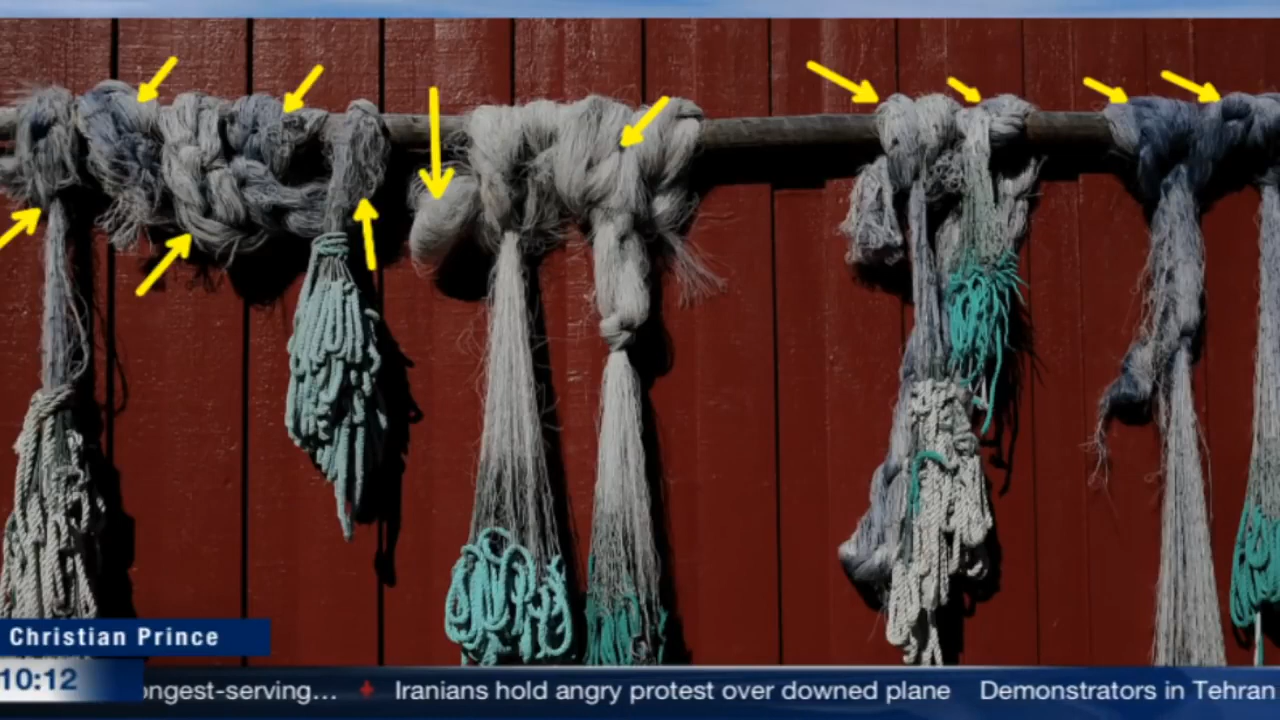 Christian Prince
10:12
ongest-serving... Iranians hold angry protest over downed plane Demonstrators in Tehran